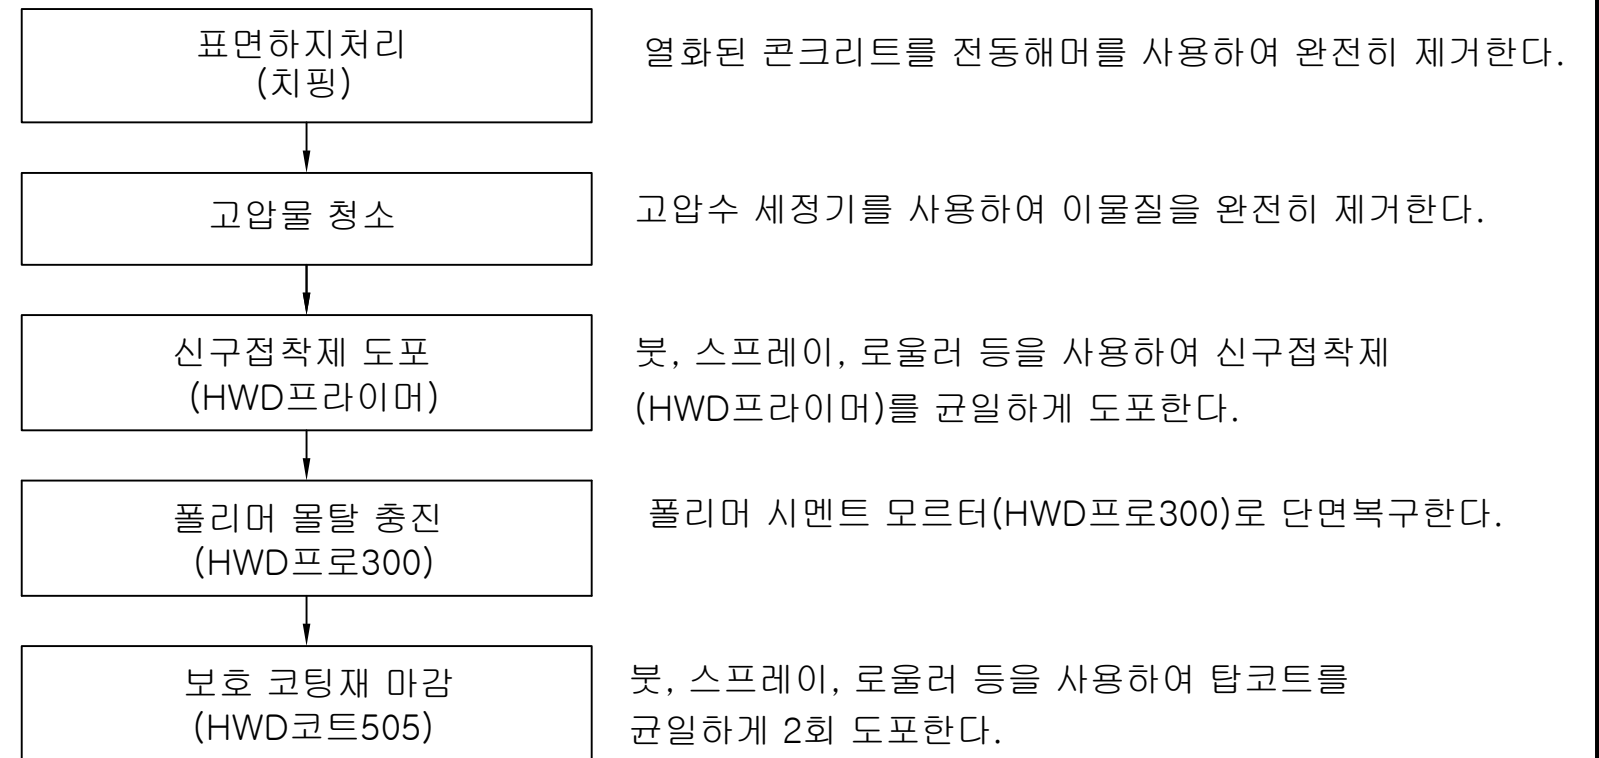 표면하지처리
(치핑)
열화된 콘크리트를 전동해머를 사용하여 완전히 제거한다.
고압물 청소
고압수 세정기를 사용하여 이물질을 완전히 제거한다.
신구접착제 도포
(HWD프라이머)
붓, 스프레이, 로울러 등을 사용하여 신구접착제
(HWD프라이머)를 균일하게 도포한다.
폴리머 몰탈 충진
(HWD프로300)
폴리머 시멘트 모르터(HWD프로300)로 단면복구한다.
보호 코팅재 마감
(HWD코트505)
붓, 스프레이, 로울러 등을 사용하여 탑코트를
균일하게 2회 도포한다.